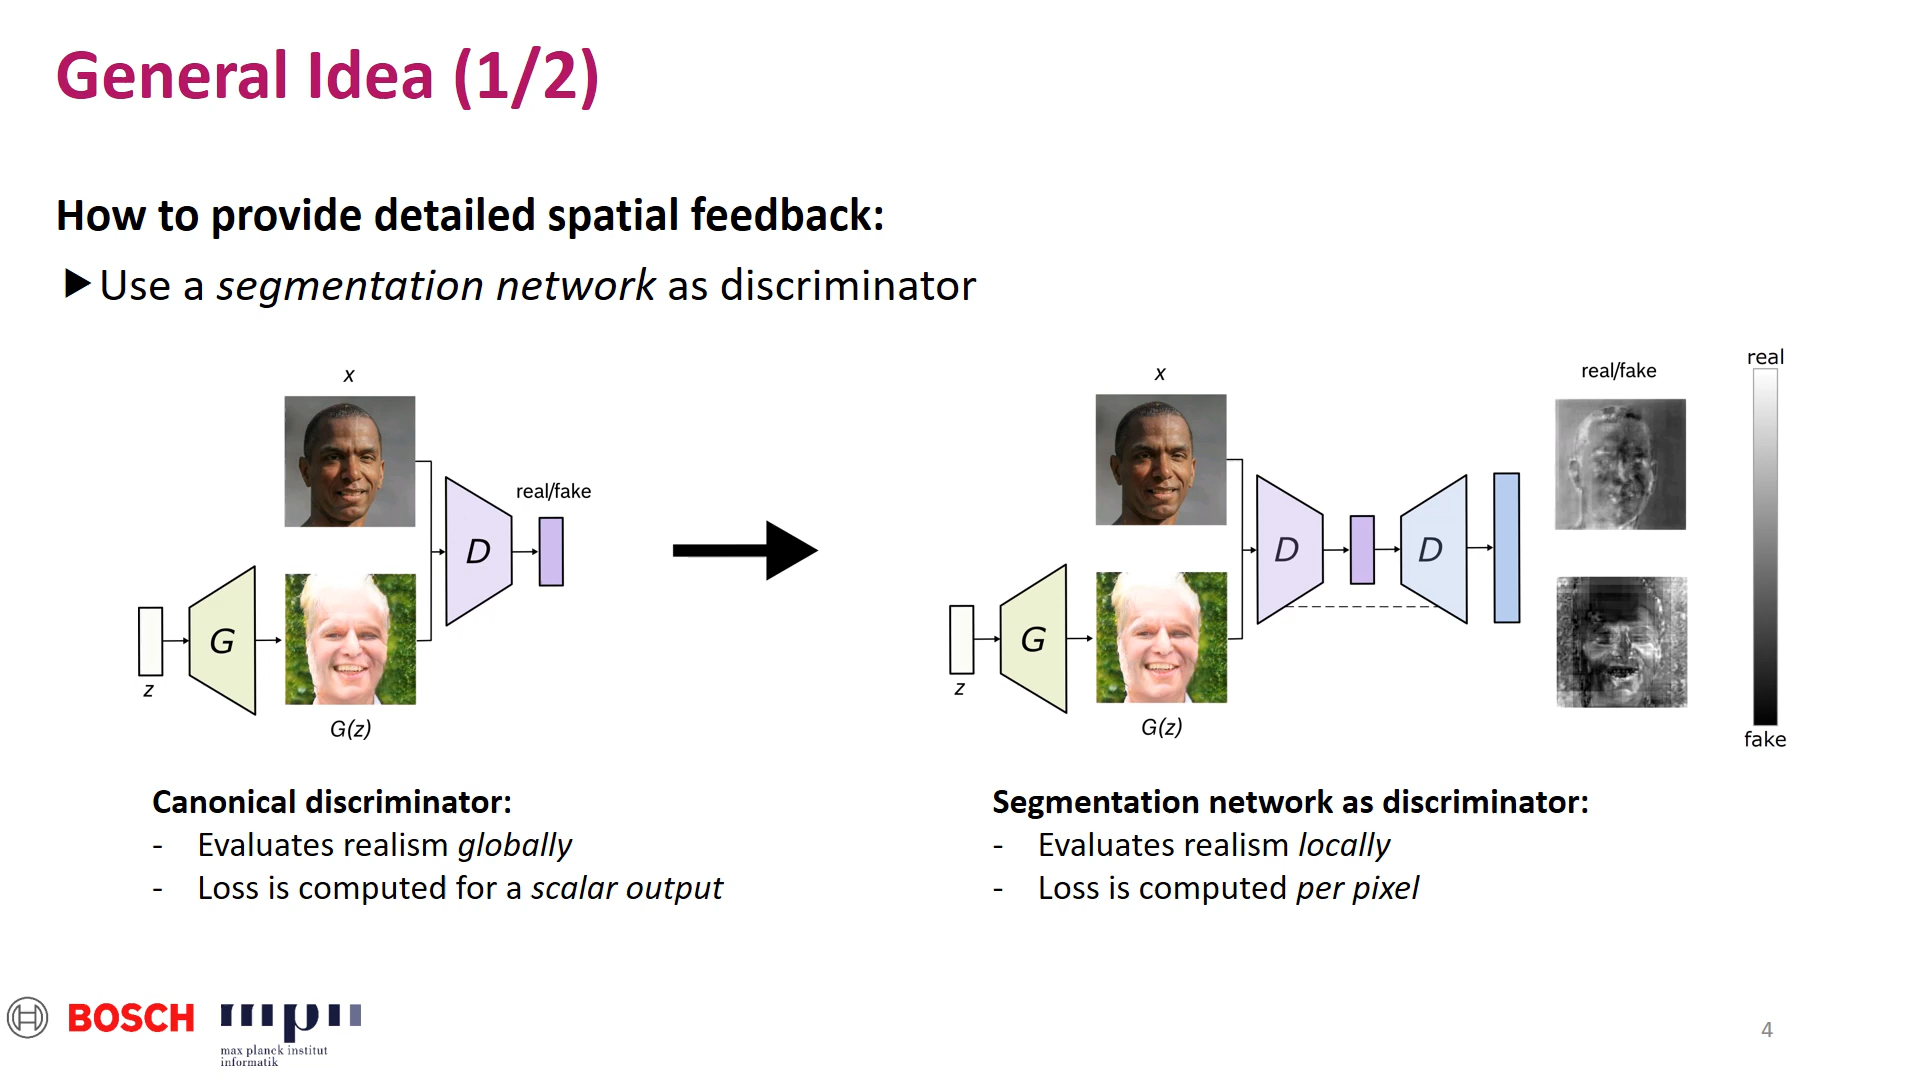 General Idea (1/2)
How to provide detailed spatial feedback:
Use a segmentation network as discriminator
x
real/fake
D
G
z
G(z)
x
real/fake
real
D
D
G
z
G(z)
fake
Canonical discriminator:
- Evaluates realism globally
- Loss is computed for a scalar output
Segmentation network as discriminator:
- Evaluates realism locally
- Loss is computed per pixel
BOSCH
max planck institut
informatik
4